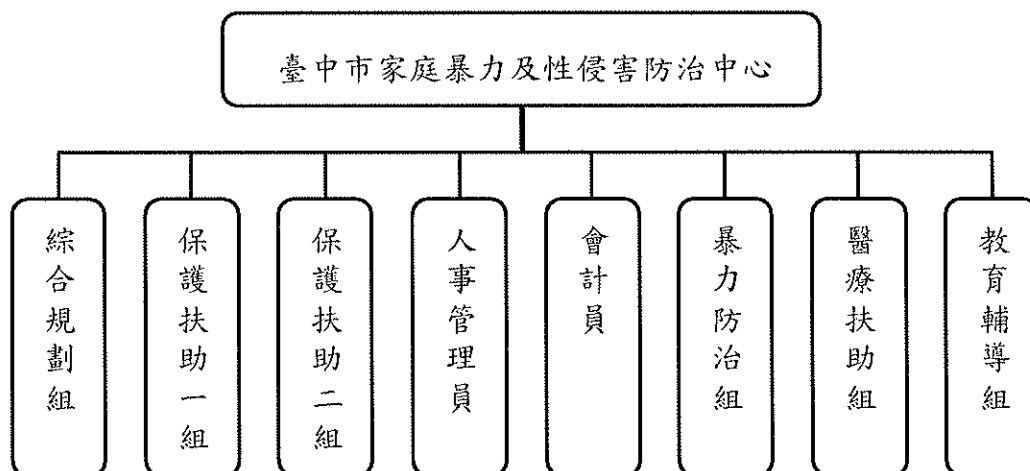 臺中市家庭暴力及性侵害防治中心
綜合規劃組
保護扶助一組
保護扶助二組
人事管理員
會計員
暴力防治組
醫療扶助組
教育輔導組